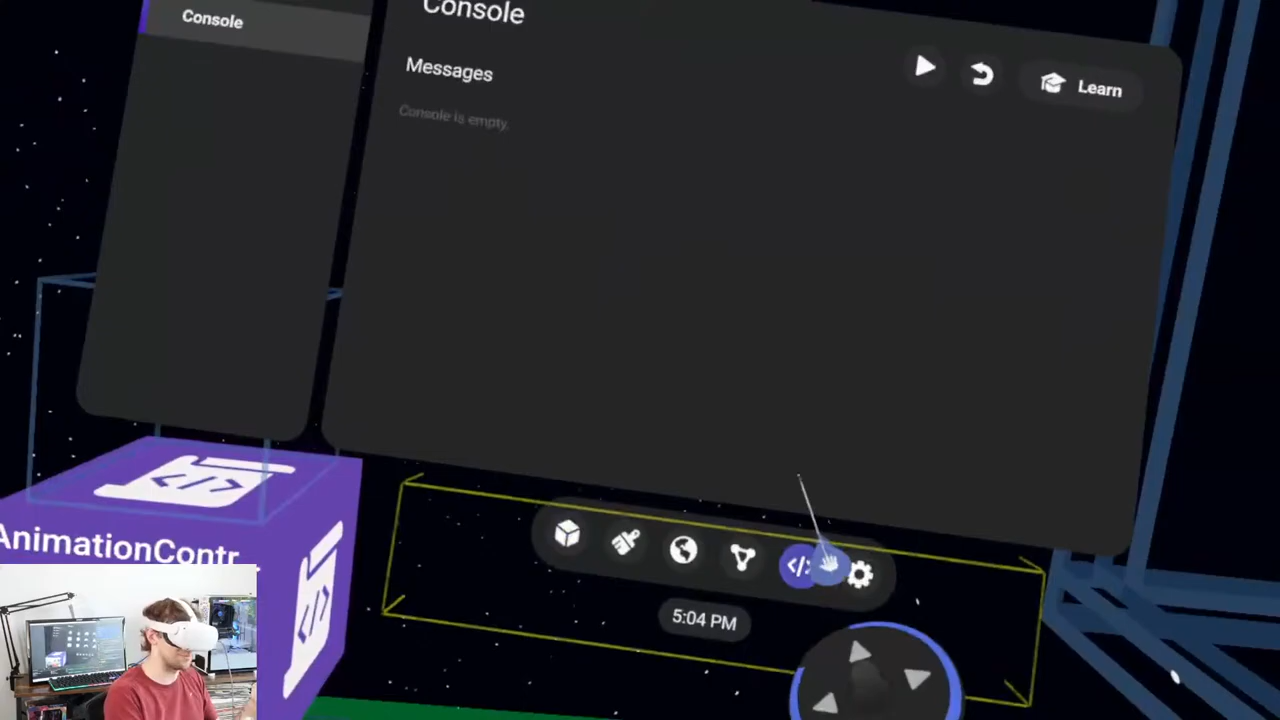 Console
Console
Messages
Learn
Console is empty.
AnimationContr
5:04 PM